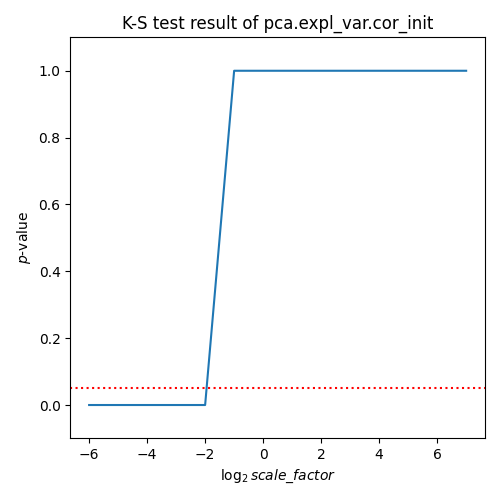 K-S test result of pca.expl_var.cor_init
1.0
0.8
0.6
0.4
0.2
0.0
p-value
−6 −4 −2 0 2 4 6
log₂ scale_factor